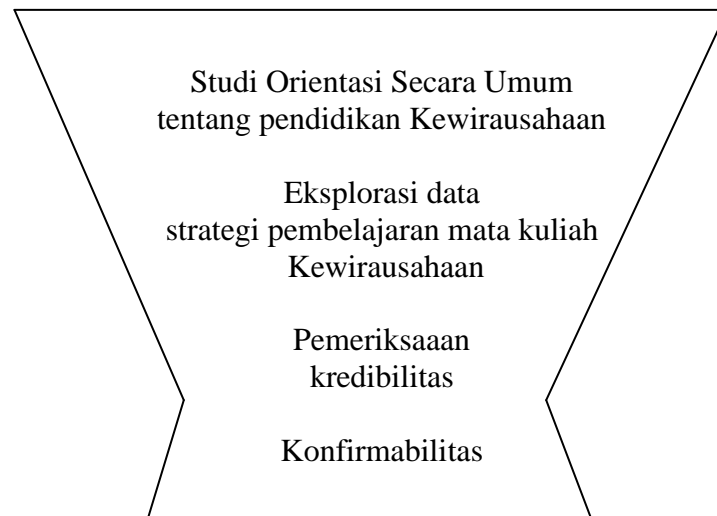 Studi Orientasi Secara Umum
tentang pendidikan Kewirausahaan
Eksplorasi data
strategi pembelajaran mata kuliah
Kewirausahaan
Pemeriksaaan
kredibilitas
Konfirmabilitas